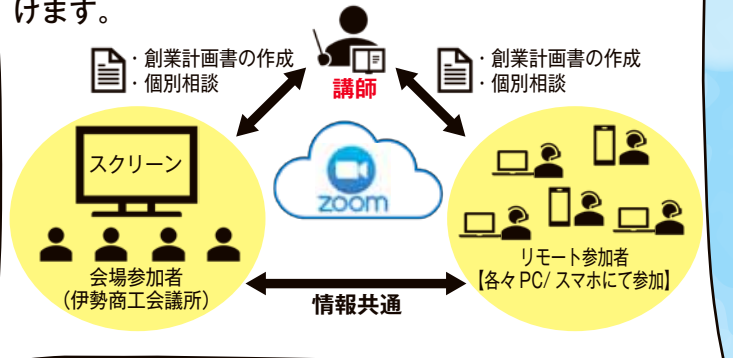 けます。
・創業計画書の作成
・個別相談
・創業計画書の作成
・個別相談
講師
スクリーン
zoom
会場参加者
（伊勢商工会議所）
リモート参加者
【各々PC/スマホにて参加】
情報共通